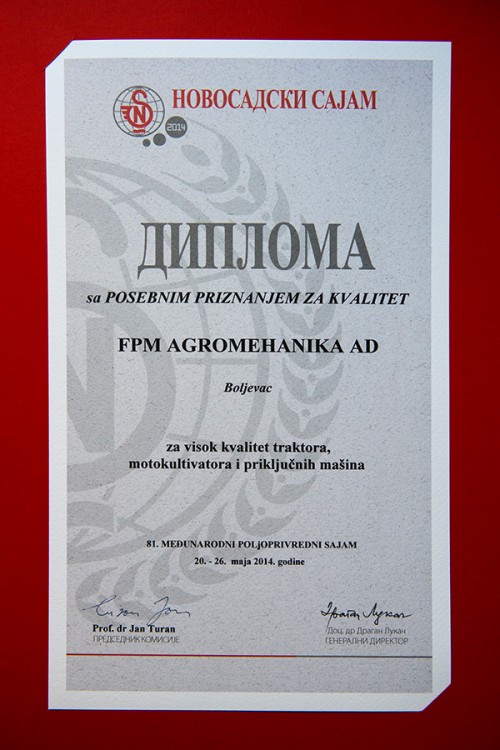 НОВОСАДСКИ САЈАМ
2014
ДИПЛОМА
sa POSEBNIM PRIZNANJEM ZA KVALITET
FPM AGROMEHANIKA AD
Boljevac
za visok kvalitet traktora,
motokultivatora i priključnih mašina
81. MEĐUNARODNI POLjOPRIVREDNI SAJAM
20. - 26. maja 2014. godine
Prof. dr Jan Turan
ПРЕДСЕДНИК КОМИСИЈЕ
Драган Лукач
Доц. др Драган Лукач
ГЕНЕРАЛНИ ДИРЕКТОР